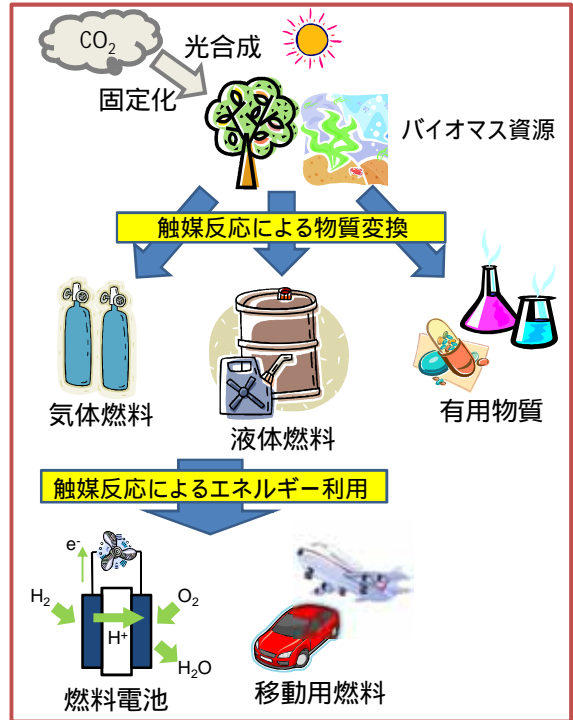 CO₂
光合成
固定化
バイオマス資源
触媒反応による物質変換
気体燃料
液体燃料
有用物質
触媒反応によるエネルギー利用
e⁻
H₂
O₂
H⁺
H₂O
燃料電池
移動用燃料